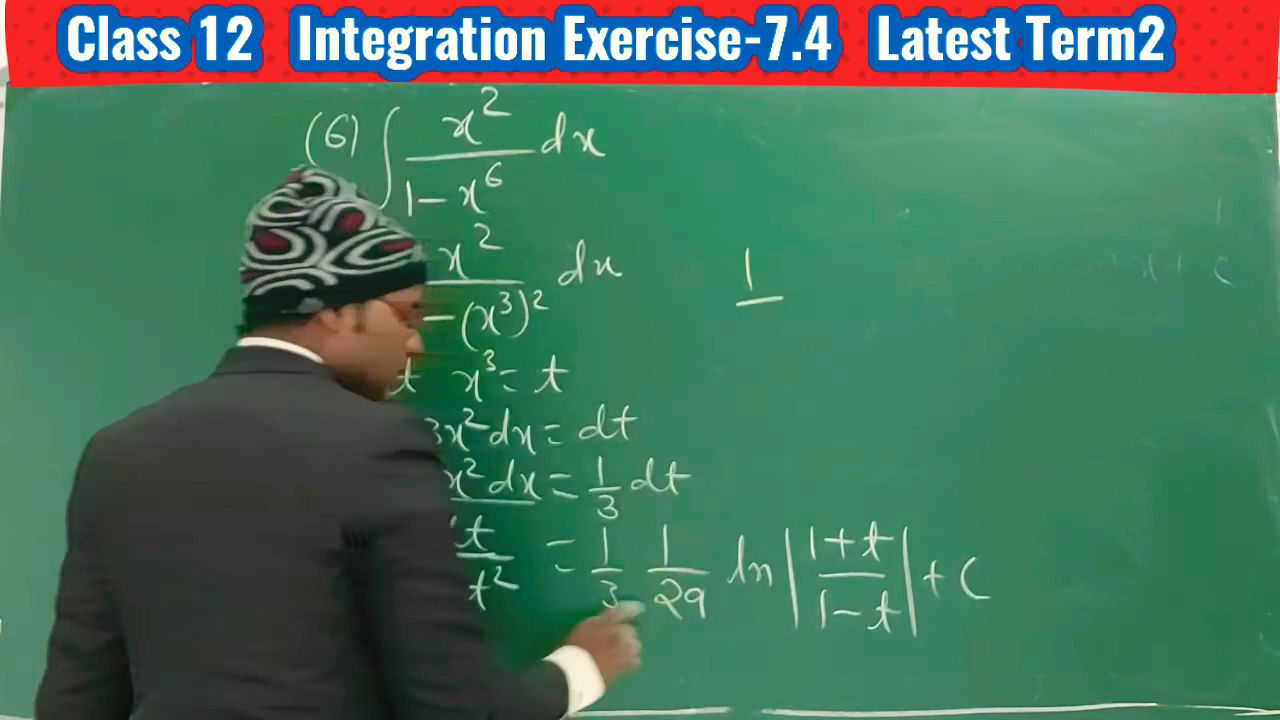 Class 12 Integration Exercise-7.4 Latest Term2
(6) ∫ x² / 1 - x⁶ dx
x² / - (x³)² dx
1
t x³ = t
3x² dx = dt
x² dx = 1/3 dt
t / t² = 1/3 1/2a ln |1+t / 1-t| + C